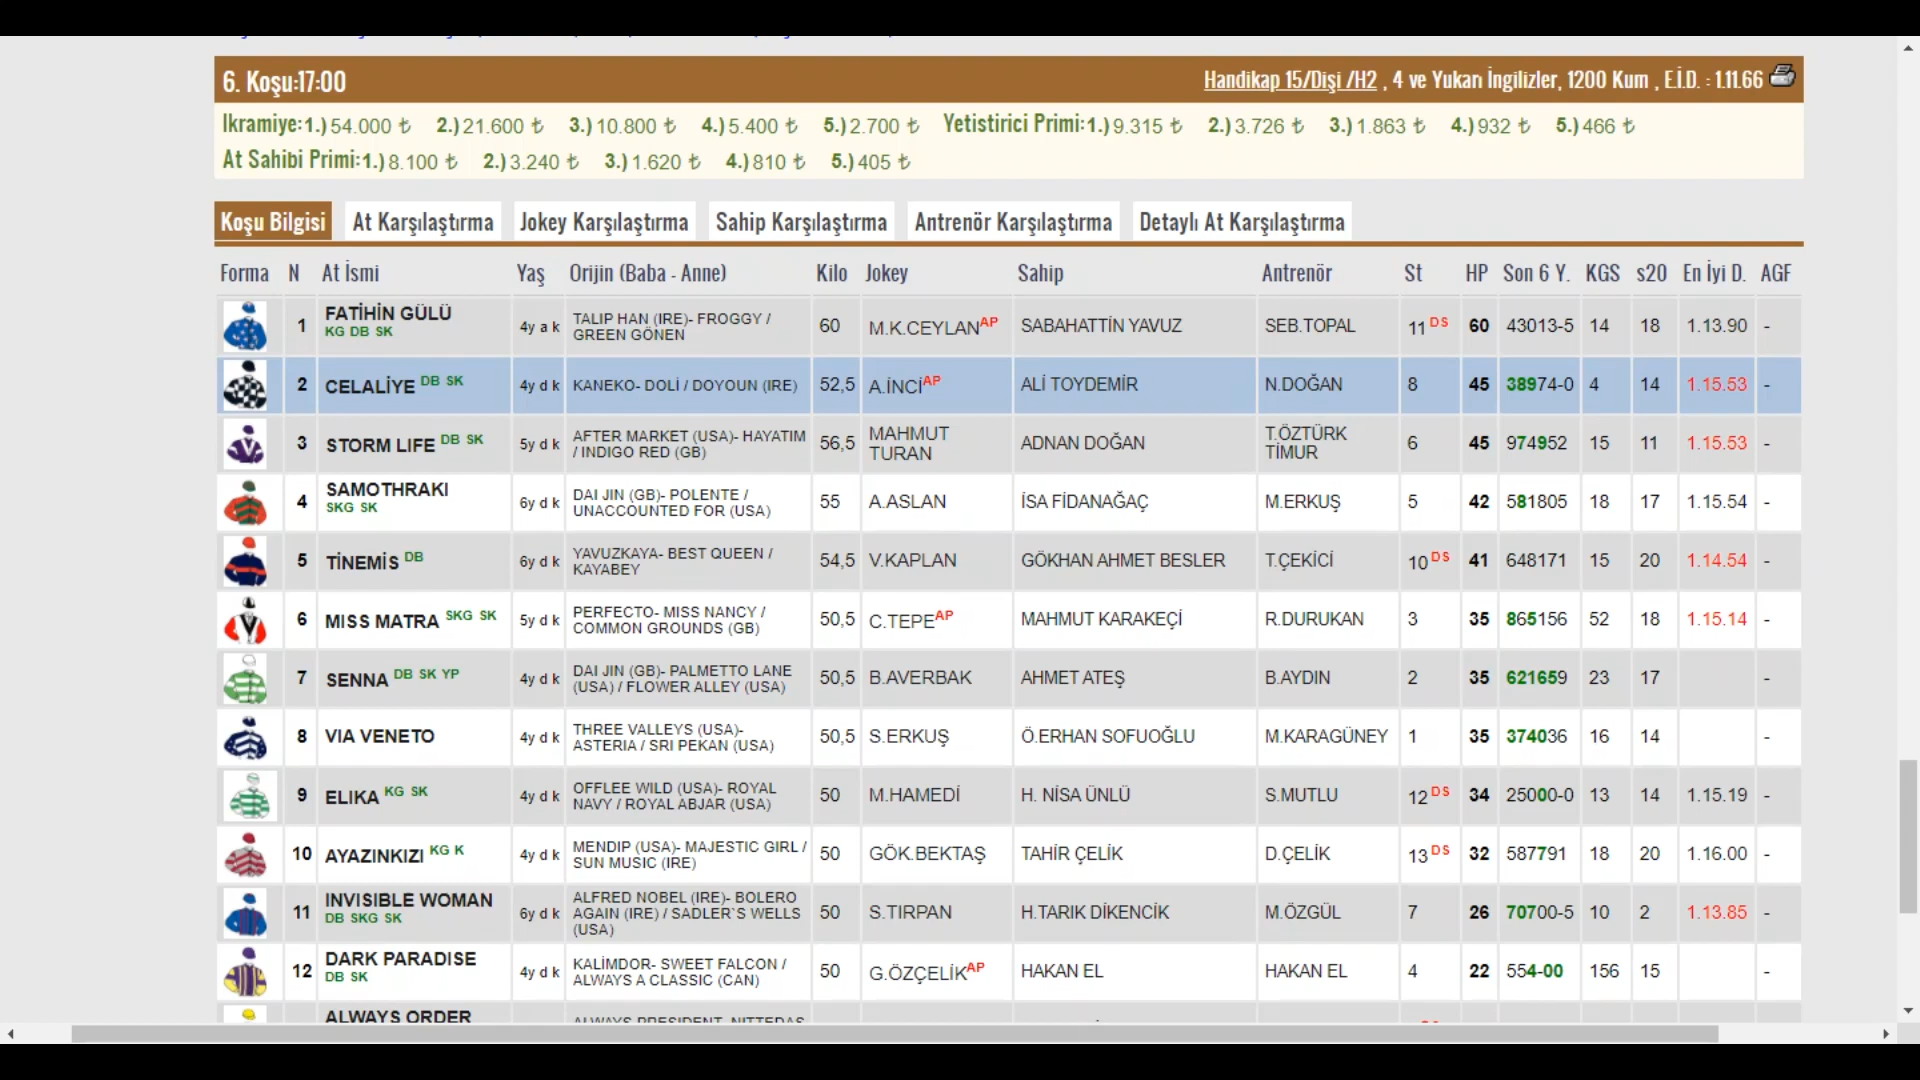 6. Koşu:17:00
Handikap 15/Dişi /H2 , 4 ve Yukarı İngilizler, 1200 Kum , E.İ.D. : 1.11.66
Ikramiye:1.) 54.000 ₺ 2.) 21.600 ₺ 3.) 10.800 ₺ 4.) 5.400 ₺ 5.) 2.700 ₺ Yetistirici Primi:1.) 9.315 ₺ 2.) 3.726 ₺ 3.) 1.863 ₺ 4.) 932 ₺ 5.) 466 ₺
At Sahibi Primi:1.) 8.100 ₺ 2.) 3.240 ₺ 3.) 1.620 ₺ 4.) 810 ₺ 5.) 405 ₺
Koşu Bilgisi At Karşılaştırma Jokey Karşılaştırma Sahip Karşılaştırma Antrenör Karşılaştırma Detaylı At Karşılaştırma
Forma N At İsmi Yaş Orijin (Baba - Anne) Kilo Jokey Sahip Antrenör St HP Son 6 Y. KGS s20 En İyi D. AGF
1 FATİHİN GÜLÜ KG DB SK 4y a k TALIP HAN (IRE)- FROGGY / GREEN GÖNEN 60 M.K.CEYLAN AP SABAHATTİN YAVUZ SEB.TOPAL 11 DS 60 43013-5 14 18 1.13.90 -
2 CELALİYE DB SK 4y d k KANEKO- DOLİ / DOYOUN (IRE) 52,5 A.İNCİ AP ALİ TOYDEMİR N.DOĞAN 8 45 38974-0 4 14 1.15.53 -
3 STORM LIFE DB SK 5y d k AFTER MARKET (USA)- HAYATIM / INDIGO RED (GB) 56,5 MAHMUT TURAN ADNAN DOĞAN T.ÖZTÜRK TİMUR 6 45 974952 15 11 1.15.53 -
4 SAMOTHRAKI SKG SK 6y d k DAI JIN (GB)- POLENTE / UNACCOUNTED FOR (USA) 55 A.ASLAN İSA FİDANAĞAÇ M.ERKUŞ 5 42 581805 18 17 1.15.54 -
5 TİNEMİS DB 6y d k YAVUZKAYA- BEST QUEEN / KAYABEY 54,5 V.KAPLAN GÖKHAN AHMET BESLER T.ÇEKİCİ 10 DS 41 648171 15 20 1.14.54 -
6 MISS MATRA SKG SK 5y d k PERFECTO- MISS NANCY / COMMON GROUNDS (GB) 50,5 C.TEPE AP MAHMUT KARAKEÇİ R.DURUKAN 3 35 865156 52 18 1.15.14 -
7 SENNA DB SK YP 4y d k DAI JIN (GB)- PALMETTO LANE (USA) / FLOWER ALLEY (USA) 50,5 B.AVERBAK AHMET ATEŞ B.AYDIN 2 35 621659 23 17 -
8 VIA VENETO 4y d k THREE VALLEYS (USA)- ASTERIA / SRI PEKAN (USA) 50,5 S.ERKUŞ Ö.ERHAN SOFUOĞLU M.KARAGÜNEY 1 35 374036 16 14 -
9 ELIKA KG SK 4y d k OFFLEE WILD (USA)- ROYAL NAVY / ROYAL ABJAR (USA) 50 M.HAMEDİ H. NİSA ÜNLÜ S.MUTLU 12 DS 34 25000-0 13 14 1.15.19 -
10 AYAZINKIZI KG K 4y d k MENDIP (USA)- MAJESTIC GIRL / SUN MUSIC (IRE) 50 GÖK.BEKTAŞ TAHİR ÇELİK D.ÇELİK 13 DS 32 587791 18 20 1.16.00 -
11 INVISIBLE WOMAN DB SKG SK 6y d k ALFRED NOBEL (IRE)- BOLERO AGAIN (IRE) / SADLER`S WELLS (USA) 50 S.TIRPAN H.TARIK DİKENCİK M.ÖZGÜL 7 26 70700-5 10 2 1.13.85 -
12 DARK PARADISE DB SK 4y d k KALİMDOR- SWEET FALCON / ALWAYS A CLASSIC (CAN) 50 G.ÖZÇELİK AP HAKAN EL HAKAN EL 4 22 554-00 156 15 -
ALWAYS ORDER ALWAYS PRESIDENT- NITTEDAS